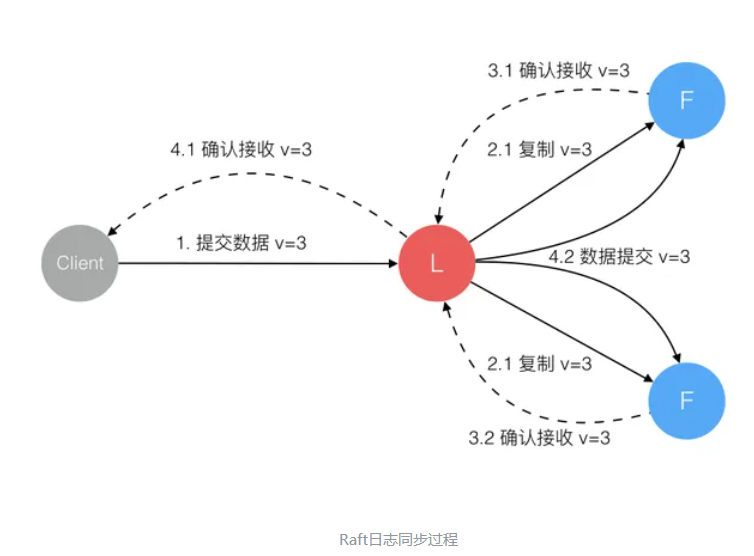 3.1 确认接收 v=3
F
4.1 确认接收 v=3
2.1 复制 v=3
1. 提交数据 v=3
Client
L
4.2 数据提交 v=3
2.1 复制 v=3
F
3.2 确认接收 v=3
Raft日志同步过程